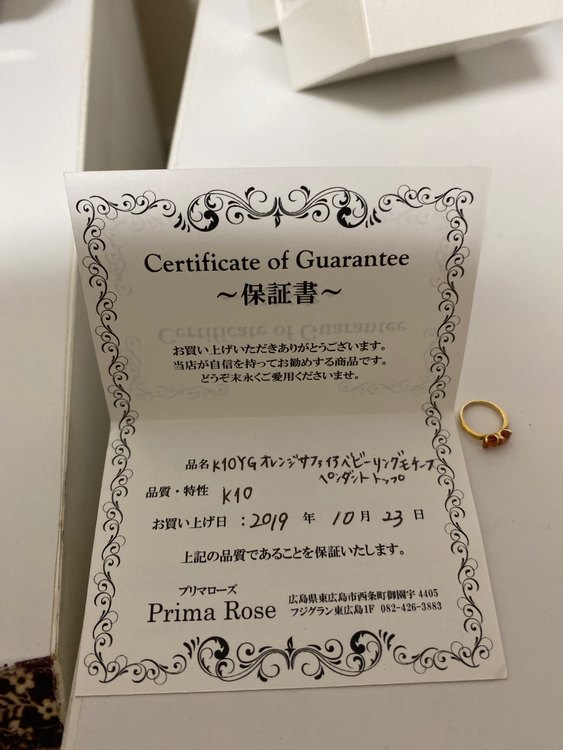 Certificate of Guarantee
～保証書～
お買い上げいただきありがとうございます。
当店が自信を持ってお勧めする商品です。
どうぞ末永くご愛用くださいませ。
品名 K10YG オレンジサファイアベビーリングモチーフ
ペンダントトップ
品質・特性 K10
お買い上げ日 : 2019 年 10 月 23 日
上記の品質であることを保証いたします。
プリマローズ
Prima Rose
広島県東広島市西条町御薗宇 4405
フジグラン東広島1F 082-426-3883